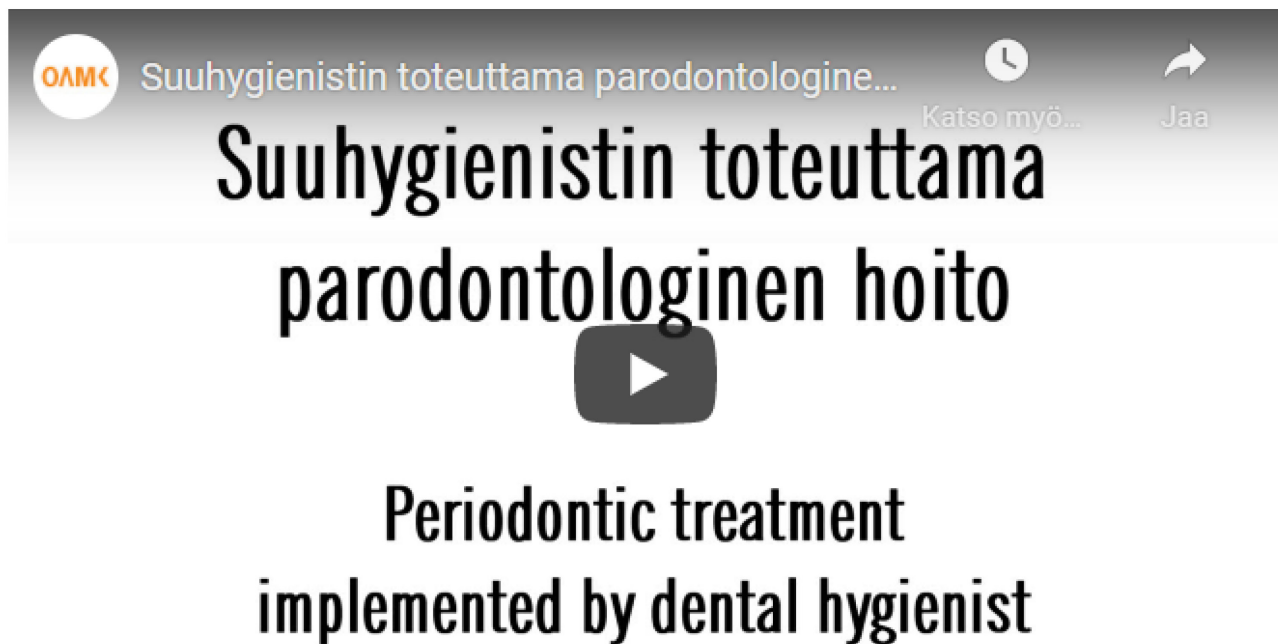 OAMK
Suuhygienistin toteuttama parodontologine...
Katso myö...
Jaa
Suuhygienistin toteuttama
parodontologinen hoito
Periodontic treatment
implemented by dental hygienist